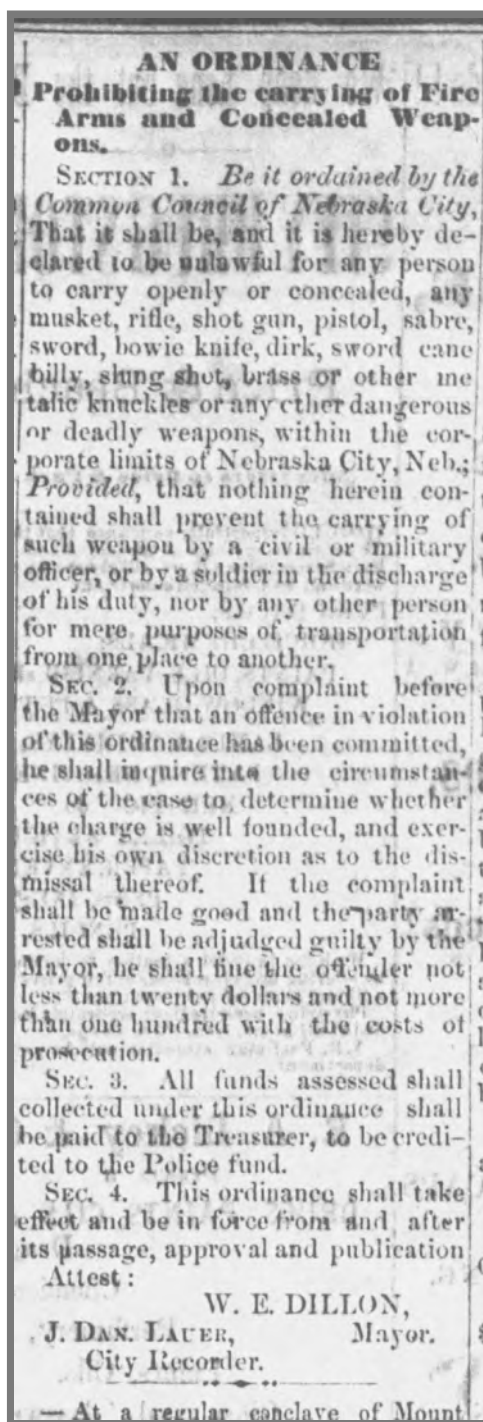 AN ORDINANCE
Prohibiting the carrying of Fire
Arms and Concealed Weap-
ons.
SECTION 1. Be it ordained by the
Common Council of Nebraska City,
That it shall be, and it is hereby de-
clared to be unlawful for any person
to carry openly or concealed, any
musket, rifle, shot gun, pistol, sabre,
sword, bowie knife, dirk, sword cane
billy, slung shot, brass or other me
talic knuckles or any other dangerous
or deadly weapons, within the cor-
porate limits of Nebraska City, Neb.;
Provided, that nothing herein con-
tained shall prevent the carrying of
such weapon by a civil or military
officer, or by a soldier in the discharge
of his duty, nor by any other person
for mere purposes of transportation
from one place to another.
SEC. 2. Upon complaint before
the Mayor that an offence in violation
of this ordinance has been committed,
he shall inquire into the circumstan-
ces of the case to determine whether
the charge is well founded, and exer-
cise his own discretion as to the dis-
missal thereof. If the complaint
shall be made good and the party ar-
rested shall be adjudged guilty by the
Mayor, he shall fine the offender not
less than twenty dollars and not more
than one hundred with the costs of
prosecution.
SEC. 3. All funds assessed shall
collected under this ordinance shall
be paid to the Treasurer, to be credi-
ted to the Police fund.
SEC. 4. This ordinance shall take
effect and be in force from and after
its passage, approval and publication
Attest:
W. E. DILLON,
J. DAN. LAUER, Mayor.
City Recorder.
— At a regular conclave of Mount